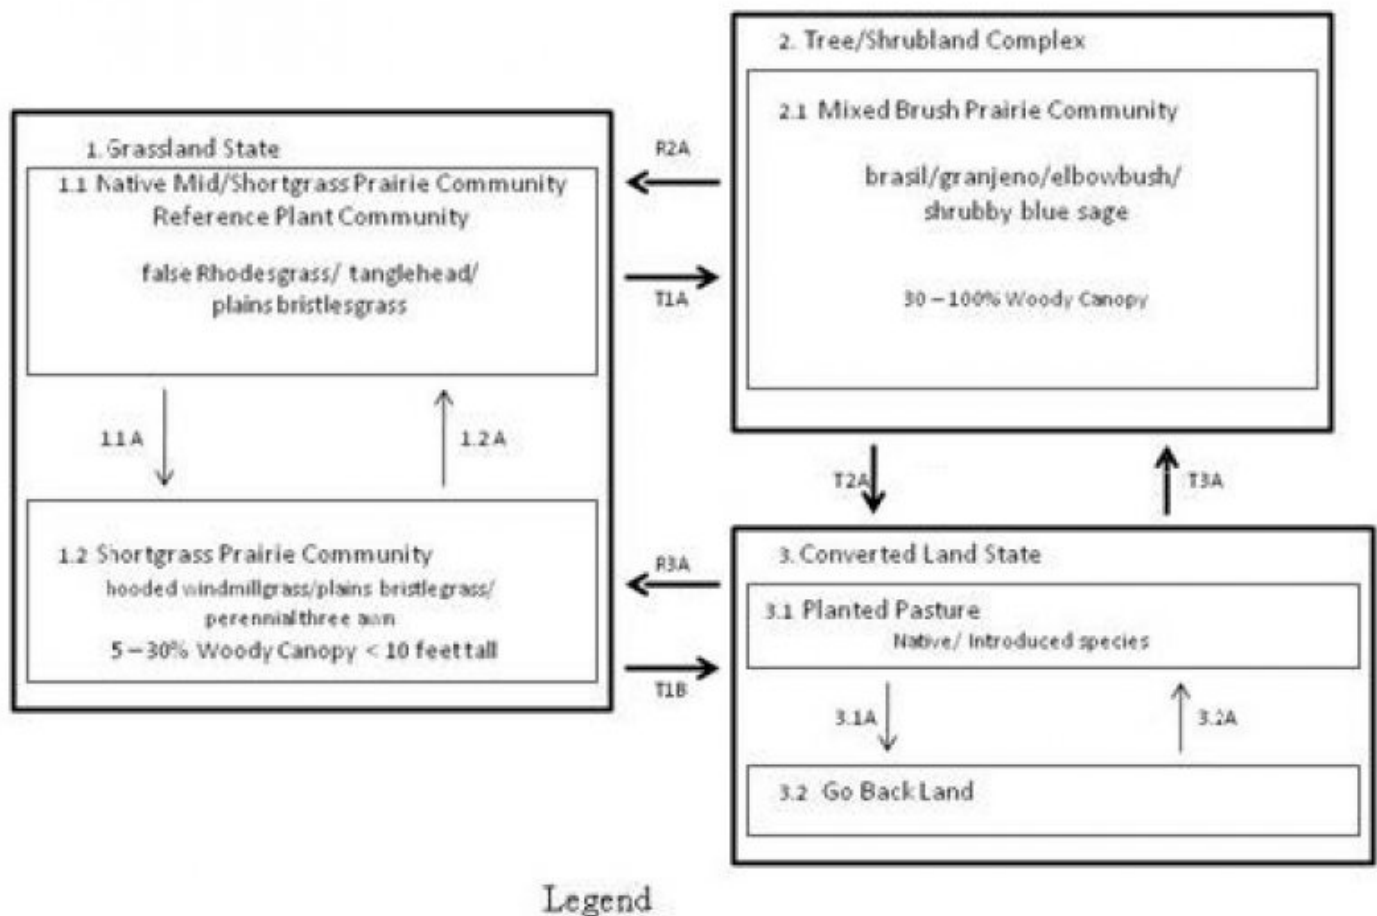 1. Grassland State
1.1 Native Mid/Shortgrass Prairie Community
Reference Plant Community
false Rhodesgrass/ tanglehead/
plains bristlesgrass
1.1A
1.2A
1.2 Shortgrass Prairie Community
hooded windmillgrass/plains bristlegrass/
perennial three awn
5 – 30% Woody Canopy < 10 feet tall
R2A
T1A
R3A
T1B
2. Tree/Shrubland Complex
2.1 Mixed Brush Prairie Community
brasil/granjeno/elbowbush/
shrubby blue sage
30 – 100% Woody Canopy
T2A
T3A
3. Converted Land State
3.1 Planted Pasture
Native/ Introduced species
3.1A
3.2A
3.2 Go Back Land
Legend